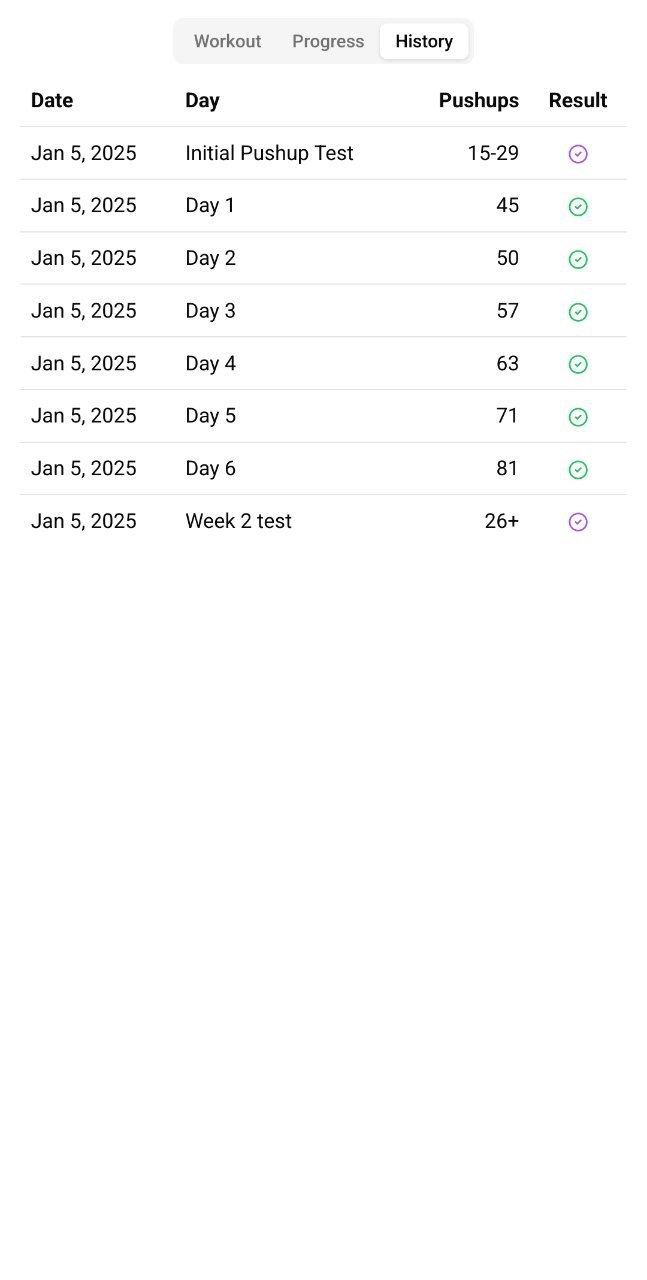 Workout Progress History
Date Day Pushups Result
Jan 5, 2025 Initial Pushup Test 15-29
Jan 5, 2025 Day 1 45
Jan 5, 2025 Day 2 50
Jan 5, 2025 Day 3 57
Jan 5, 2025 Day 4 63
Jan 5, 2025 Day 5 71
Jan 5, 2025 Day 6 81
Jan 5, 2025 Week 2 test 26+